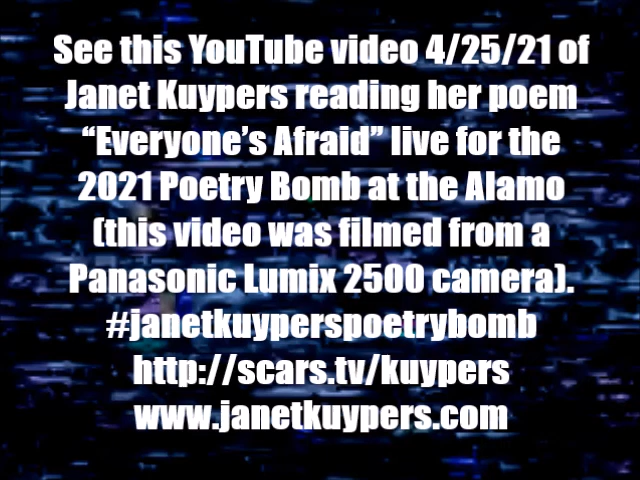 See this YouTube video 4/25/21 of
Janet Kuypers reading her poem
“Everyone’s Afraid” live for the
2021 Poetry Bomb at the Alamo
(this video was filmed from a
Panasonic Lumix 2500 camera).
#janetkuyperspoetrybomb
http://scars.tv/kuypers
www.janetkuypers.com